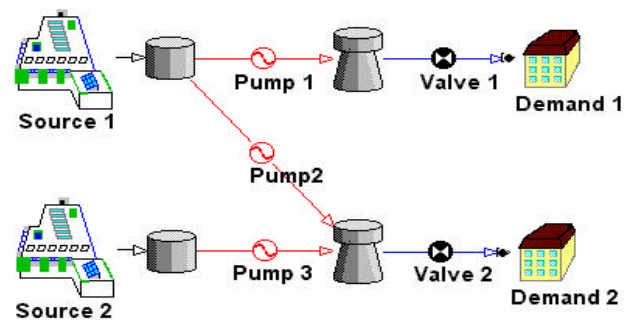 Pump 1
Valve 1
Demand 1
Source 1
Pump2
Pump 3
Valve 2
Demand 2
Source 2